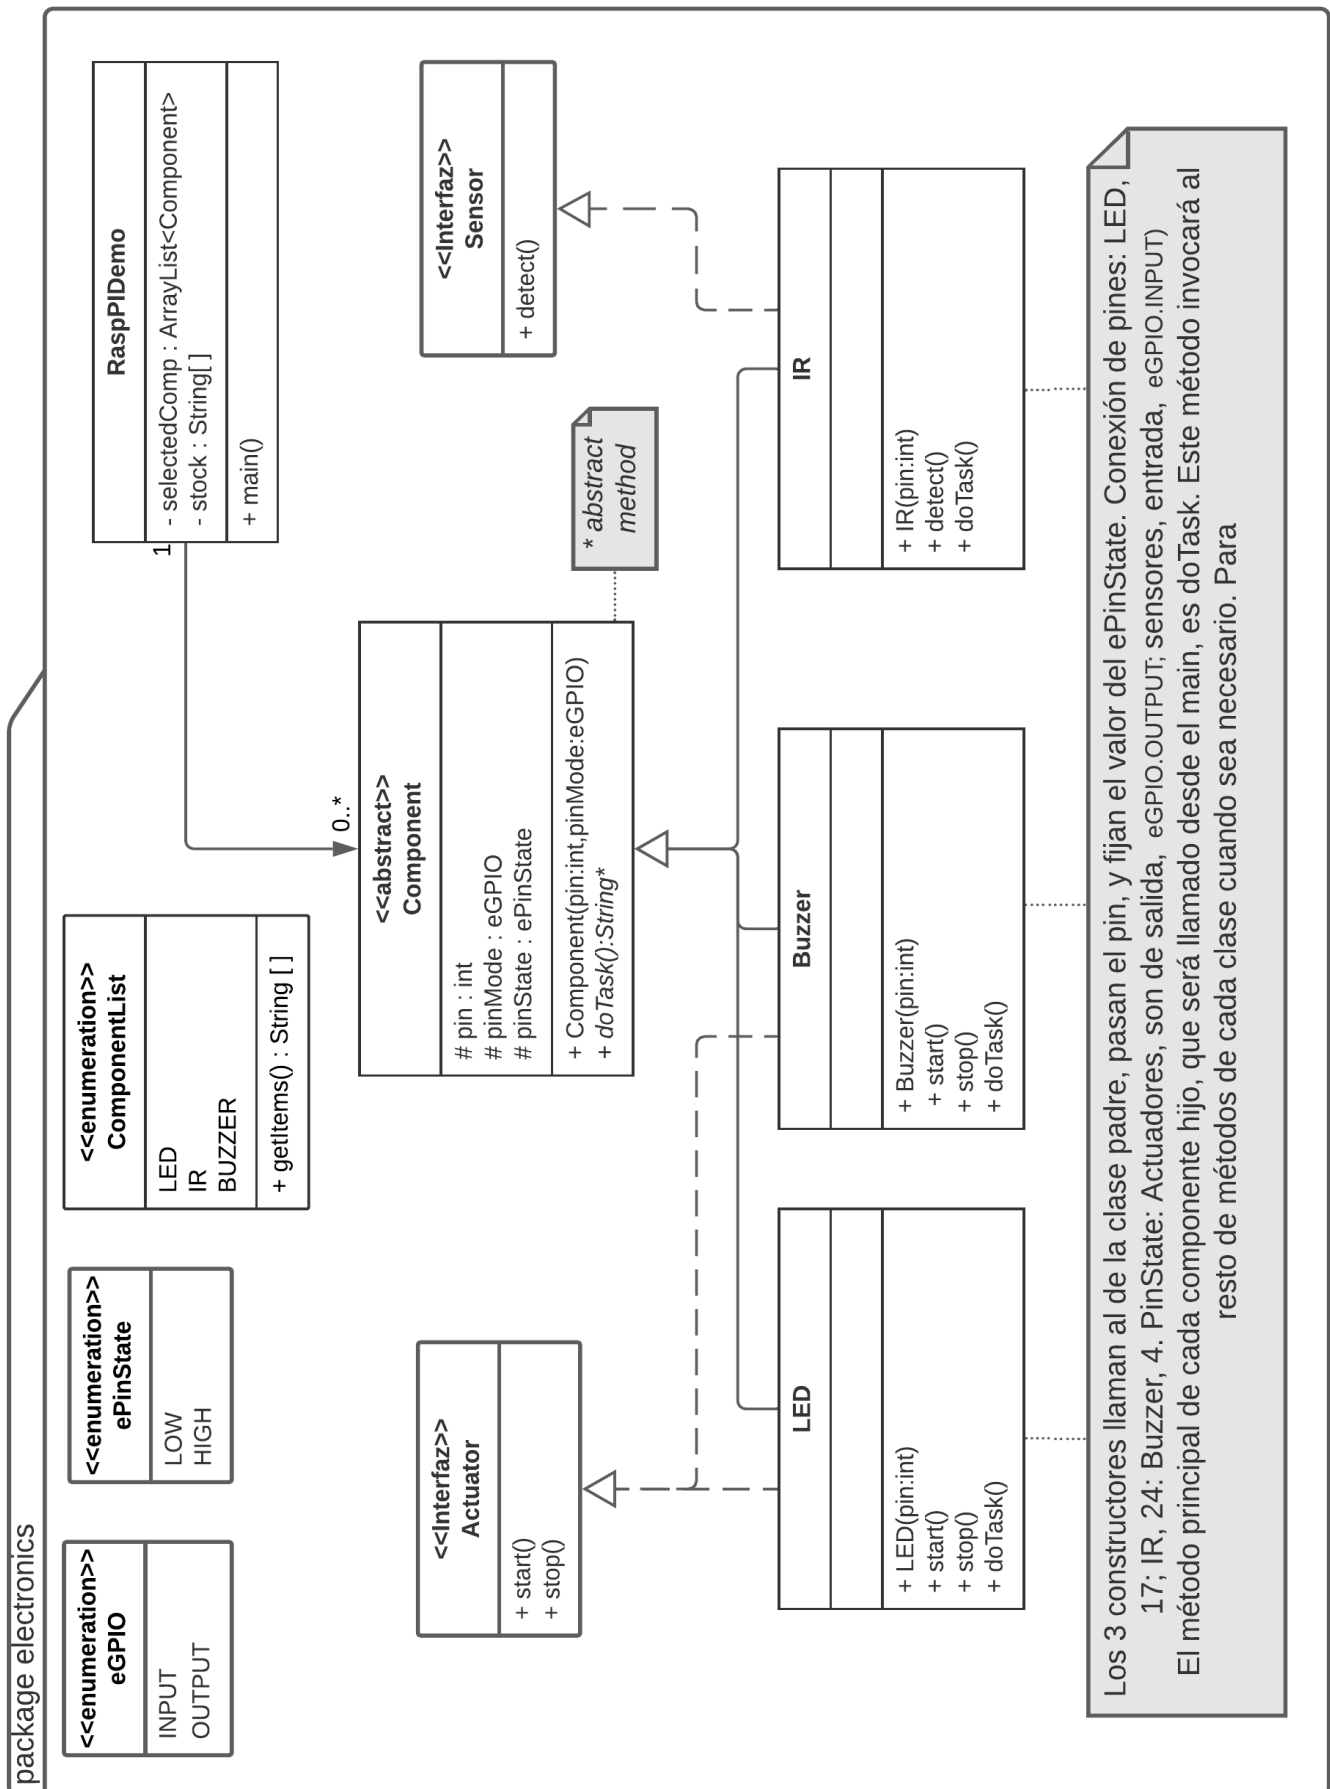 package electronics
<<enumeration>>
eGPIO
INPUT
OUTPUT
<<enumeration>>
ePinState
LOW
HIGH
<<enumeration>>
ComponentList
LED
IR
BUZZER
+ getItems() : String [ ]
RaspPIDemo
- selectedComp : ArrayList<Component>
- stock : String[ ]
+ main()
1
0..*
<<Interfaz>>
Actuator
+ start()
+ stop()
<<abstract>>
Component
# pin : int
# pinMode : eGPIO
# pinState : ePinState
+ Component(pin:int,pinMode:eGPIO)
+ doTask():String*
* abstract
method
<<Interfaz>>
Sensor
+ detect()
LED
+ LED(pin:int)
+ start()
+ stop()
+ doTask()
Buzzer
+ Buzzer(pin:int)
+ start()
+ stop()
+ doTask()
IR
+ IR(pin:int)
+ detect()
+ doTask()
Los 3 constructores llaman al de la clase padre, pasan el pin, y fijan el valor del ePinState. Conexión de pines: LED,
17; IR, 24: Buzzer, 4. PinState: Actuadores, son de salida, eGPIO.OUTPUT; sensores, entrada, eGPIO.INPUT)
El método principal de cada componente hijo, que será llamado desde el main, es doTask. Este método invocará al
resto de métodos de cada clase cuando sea necesario. Para